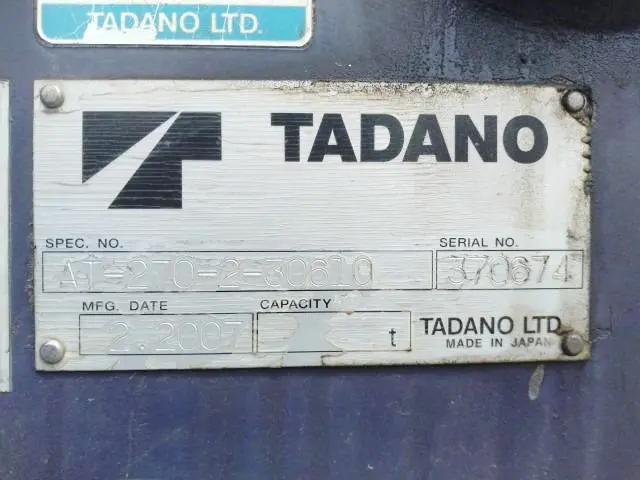 TADANO LTD.
TADANO
SPEC. NO.
SERIAL NO.
AT-270-2-30610
370674
MFG. DATE
CAPACITY
2.2007
t
TADANO LTD.
MADE IN JAPAN